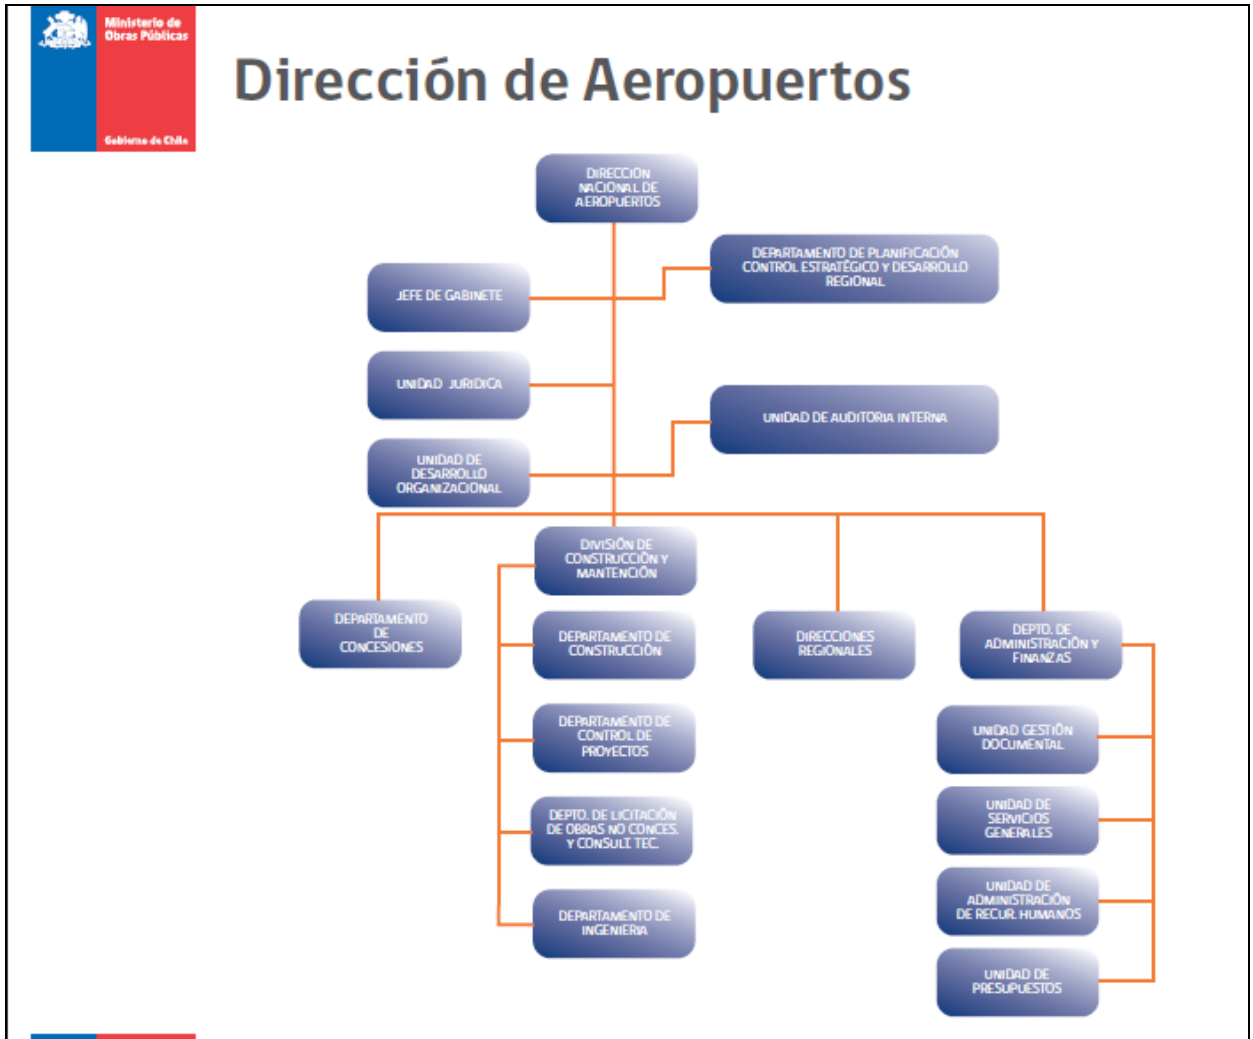 Ministerio de
Obras Públicas
Gobierno de Chile
Dirección de Aeropuertos
DIRECCIÓN
NACIONAL DE
AEROPUERTOS
DEPARTAMENTO DE PLANIFICACIÓN
CONTROL ESTRATÉGICO Y DESARROLLO
REGIONAL
JEFE DE GABINETE
UNIDAD JURIDICA
UNIDAD DE AUDITORIA INTERNA
UNIDAD DE
DESARROLLO
ORGANIZACIONAL
DIVISIÓN DE
CONSTRUCCIÓN Y
MANTENCIÓN
DEPARTAMENTO
DE
CONCESIONES
DEPARTAMENTO DE
CONSTRUCCIÓN
DIRECCIONES
REGIONALES
DEPTO. DE
ADMINISTRACIÓN Y
FINANZAS
DEPARTAMENTO DE
CONTROL DE
PROYECTOS
UNIDAD GESTIÓN
DOCUMENTAL
DEPTO. DE LICITACIÓN
DE OBRAS NO CONCES.
Y CONSULT. TEC.
UNIDAD DE
SERVICIOS
GENERALES
DEPARTAMENTO DE
INGENIERIA
UNIDAD DE
ADMINISTRACIÓN
DE RECUR. HUMANOS
UNIDAD DE
PRESUPUESTOS